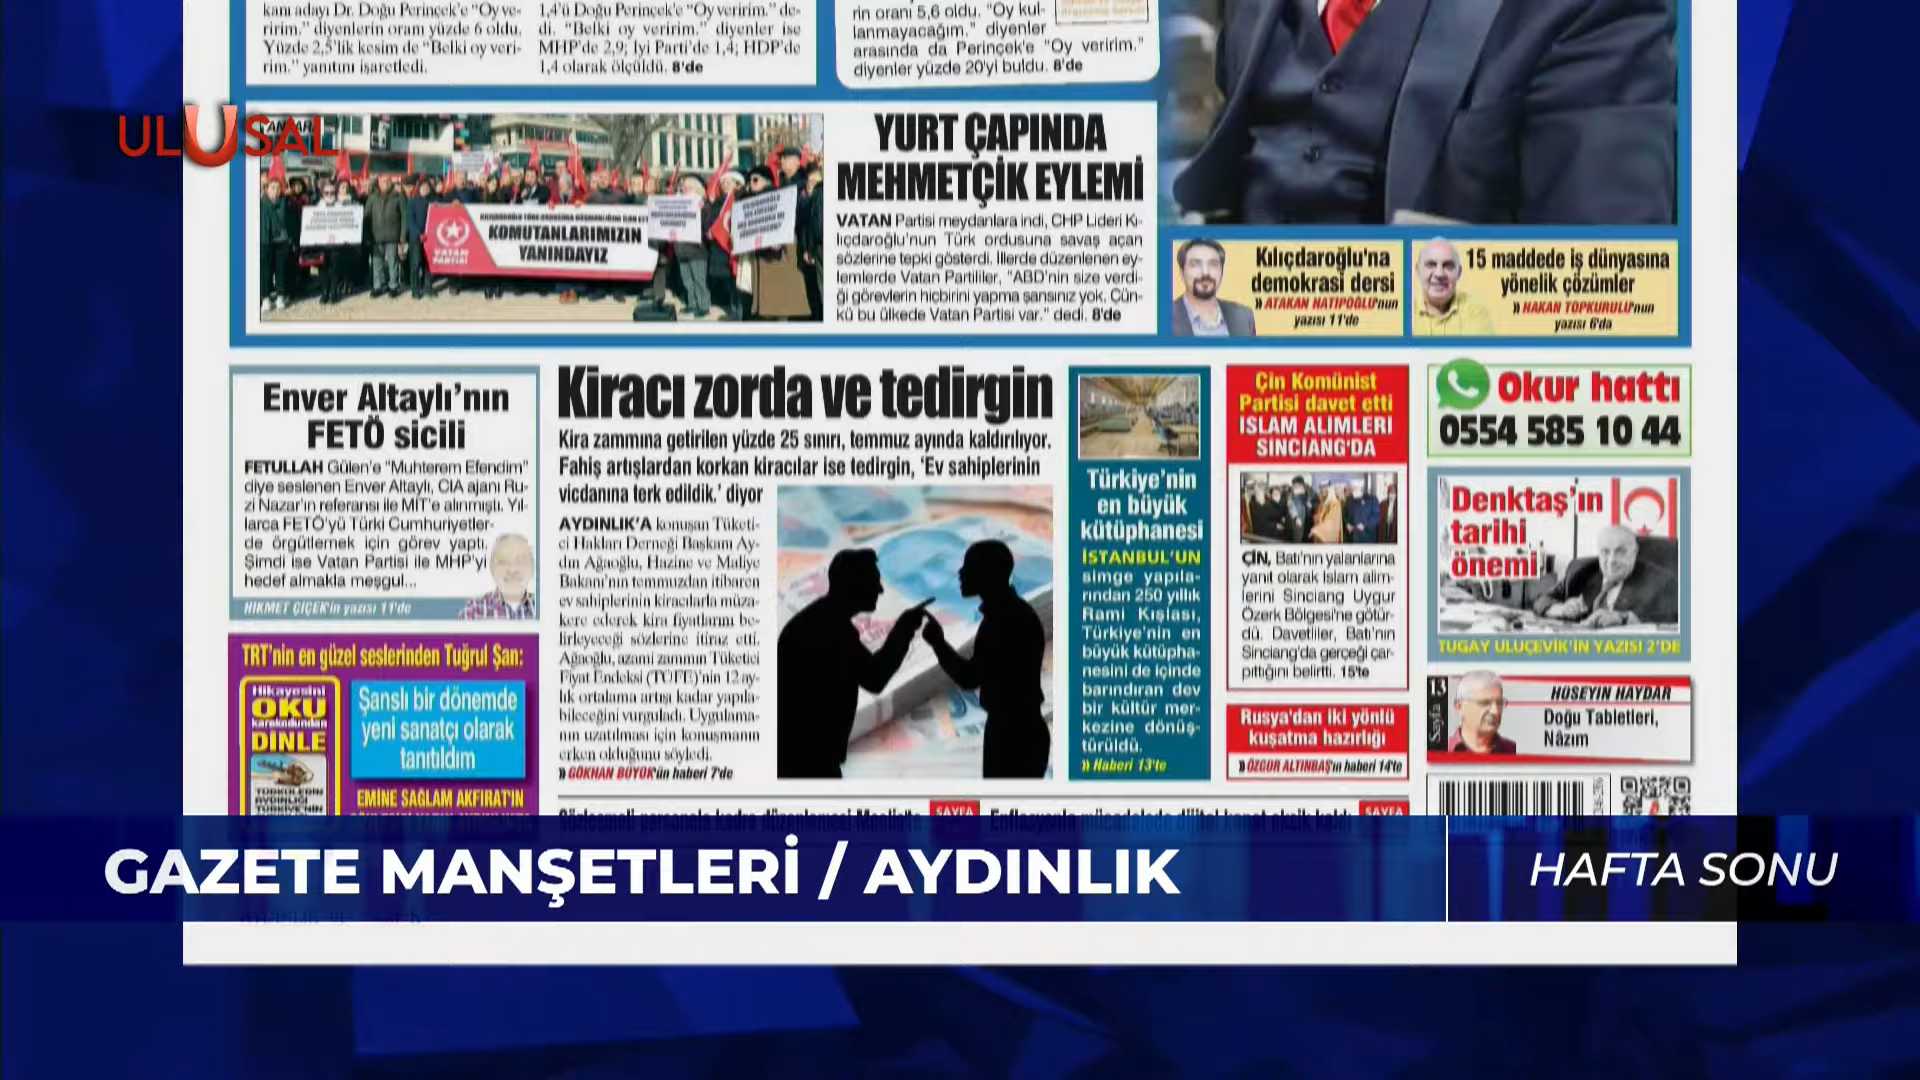 kanı adayı Dr. Doğu Perinçek'e “Oy ve-
ririm.” diyenlerin oranı yüzde 6 oldu.
Yüzde 2,5'lik kesim de “Belki oy veri-
rim.” yanıtını işaretledi.
1,4'ü Doğu Perinçek'e “Oy veririm.” de-
di. “Belki oy veririm.” diyenler ise
MHP'de 2,9; İyi Parti'de 1,4; HDP'de
1,4 olarak ölçüldü. 8'de
rin oranı 5,6 oldu. “Oy kul-
lanmayacağım.” diyenler
arasında da Perinçek'e “Oy veririm.”
diyenler yüzde 20'yi buldu. 8'de
ULUSAL
ANKARA
KOMUTANLARIMIZIN
YANINDAYIZ
VATAN
PARTİSİ
YURT ÇAPINDA
MEHMETÇİK EYLEMİ
VATAN Partisi meydanlara indi, CHP Lideri Kı-
lıçdaroğlu'nun Türk ordusuna savaş açan
sözlerine tepki gösterdi. İllerde düzenlenen ey-
lemlerde Vatan Partililer, “ABD'nin size verdi-
ği görevlerin hiçbirini yapma şansınız yok. Çün-
kü bu ülkede Vatan Partisi var.” dedi. 8'de
Kılıçdaroğlu'na
demokrasi dersi
» ATAKAN HATİPOĞLU'nun
yazısı 11'de
15 maddede iş dünyasına
yönelik çözümler
» HAKAN TOPKURULU'nun
yazısı 6'da
Enver Altaylı'nın
FETÖ sicili
FETULLAH Gülen'e “Muhterem Efendim”
diye seslenen Enver Altaylı, CIA ajanı Ru-
zi Nazar'ın referansı ile MİT'e alınmıştı. Yıl-
larca FETÖ'yü Türki Cumhuriyetler-
de örgütlemek için görev yaptı.
Şimdi ise Vatan Partisi ile MHP'yi
hedef almakla meşgul...
HİKMET ÇİÇEK'in yazısı 11'de
TRT'nin en güzel seslerinden Tuğrul Şan:
Hikayesini
OKU
karekodundan
DİNLE
Şanslı bir dönemde
yeni sanatçı olarak
tanıtıldım
EMİNE SAĞLAM AKFIRAT'IN
Kiracı zorda ve tedirgin
Kira zammına getirilen yüzde 25 sınırı, temmuz ayında kaldırılıyor.
Fahiş artışlardan korkan kiracılar ise tedirgin, ‘Ev sahiplerinin
vicdanına terk edildik.’ diyor
AYDINLIK'A konuşan Tüketi-
ci Hakları Derneği Başkanı Ay-
dın Ağaoğlu, Hazine ve Maliye
Bakanı'nın temmuzdan itibaren
ev sahiplerinin kiracılarla müza-
kere ederek kira fiyatlarını be-
lirleyeceği sözlerine itiraz etti.
Ağaoğlu, azami zammın Tüketici
Fiyat Endeksi (TÜFE)'nin 12 ay-
lık ortalama artışı kadar yapıla-
bileceğini vurguladı. Uygulama-
nın uzatılması için konuşmanın
erken olduğunu söyledi.
» GÖKHAN BÜYÜK'ün haberi 7'de
Türkiye'nin
en büyük
kütüphanesi
İSTANBUL'UN
simge yapıla-
rından 250 yıllık
Rami Kışlası,
Türkiye'nin en
büyük kütüpha-
nesini de içinde
barındıran dev
bir kültür mer-
kezine dönüş-
türüldü.
» Haberi 13'te
Çin Komünist
Partisi davet etti
İSLAM ALİMLERİ
SINCIANG'DA
ÇİN, Batı'nın yalanlarına
yanıt olarak İslam alim-
lerini Sinciang Uygur
Özerk Bölgesi'ne götür-
dü. Davetliler, Batı'nın
Sinciang'da gerçeği çar-
pıttığını belirtti. 15'te
Rusya'dan iki yönlü
kuşatma hazırlığı
» ÖZGÜR ALTINBAŞ'ın haberi 14'te
Okur hattı
0554 585 10 44
Denktaş'ın
tarihi
önemi
TUGAY ULUÇEVİK'İN YAZISI 2'DE
Sayfa 13
HÜSEYİN HAYDAR
Doğu Tabletleri,
Nâzım
Sözleşmeli personele kadro düzenlemesi Meclis'te
SAYFA
Enflasyonla mücadelede dijital kanat eksik kaldı
SAYFA
GAZETE MANŞETLERİ / AYDINLIK
HAFTA SONU